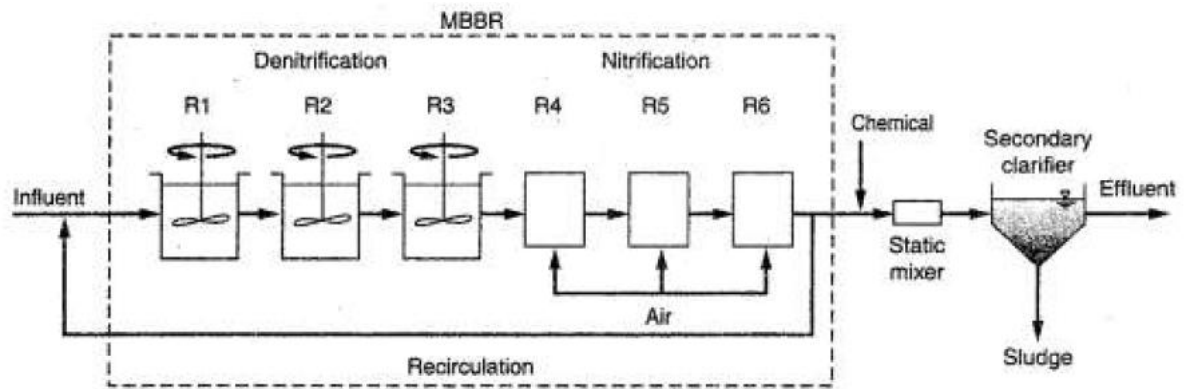 MBBR
Denitrification
Nitrification
R1
R2
R3
R4
R5
R6
Chemical
Secondary
clarifier
Influent
Effluent
Static
mixer
Air
Recirculation
Sludge